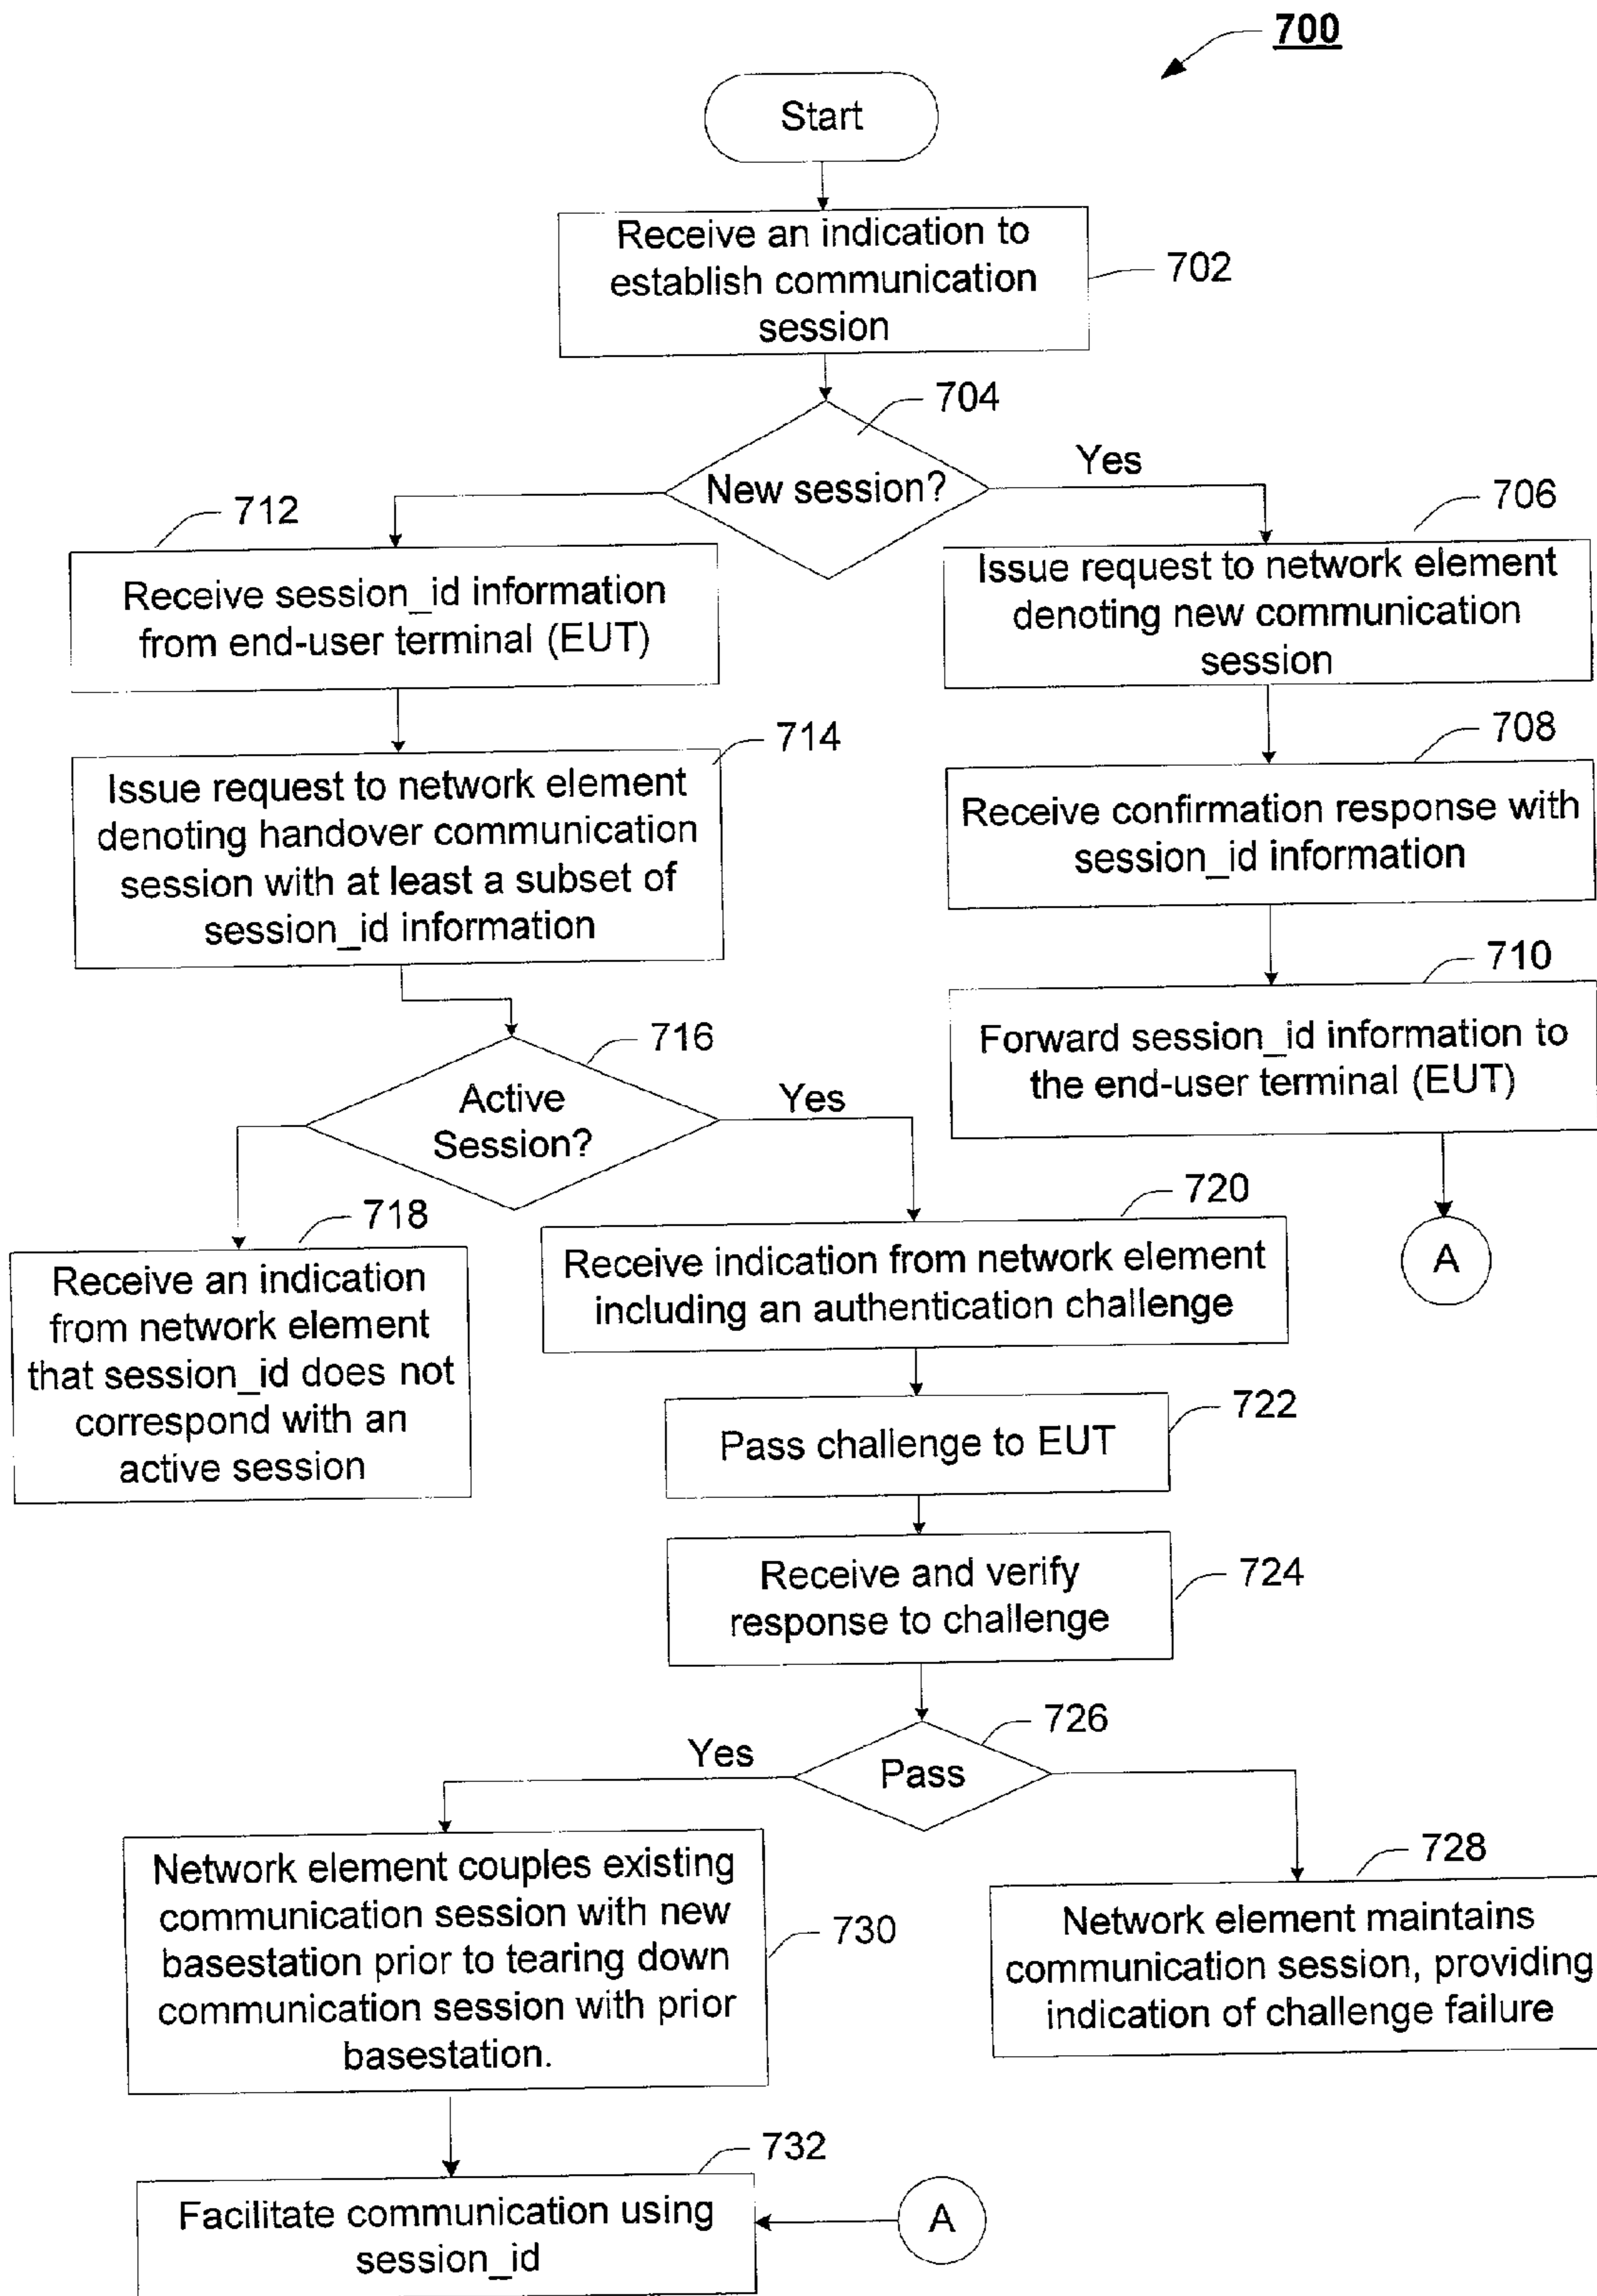 700
Start
Receive an indication to
establish communication
session
702
704
New session?
Yes
712
Receive session_id information
from end-user terminal (EUT)
706
Issue request to network element
denoting new communication
session
714
Issue request to network element
denoting handover communication
session with at least a subset of
session_id information
708
Receive confirmation response with
session_id information
710
Forward session_id information to
the end-user terminal (EUT)
A
716
Active
Session?
Yes
718
Receive an indication
from network element
that session_id does not
correspond with an
active session
720
Receive indication from network element
including an authentication challenge
722
Pass challenge to EUT
724
Receive and verify
response to challenge
726
Pass
Yes
730
Network element couples existing
communication session with new
basestation prior to tearing down
communication session with prior
basestation.
728
Network element maintains
communication session, providing
indication of challenge failure
732
Facilitate communication using
session_id
A